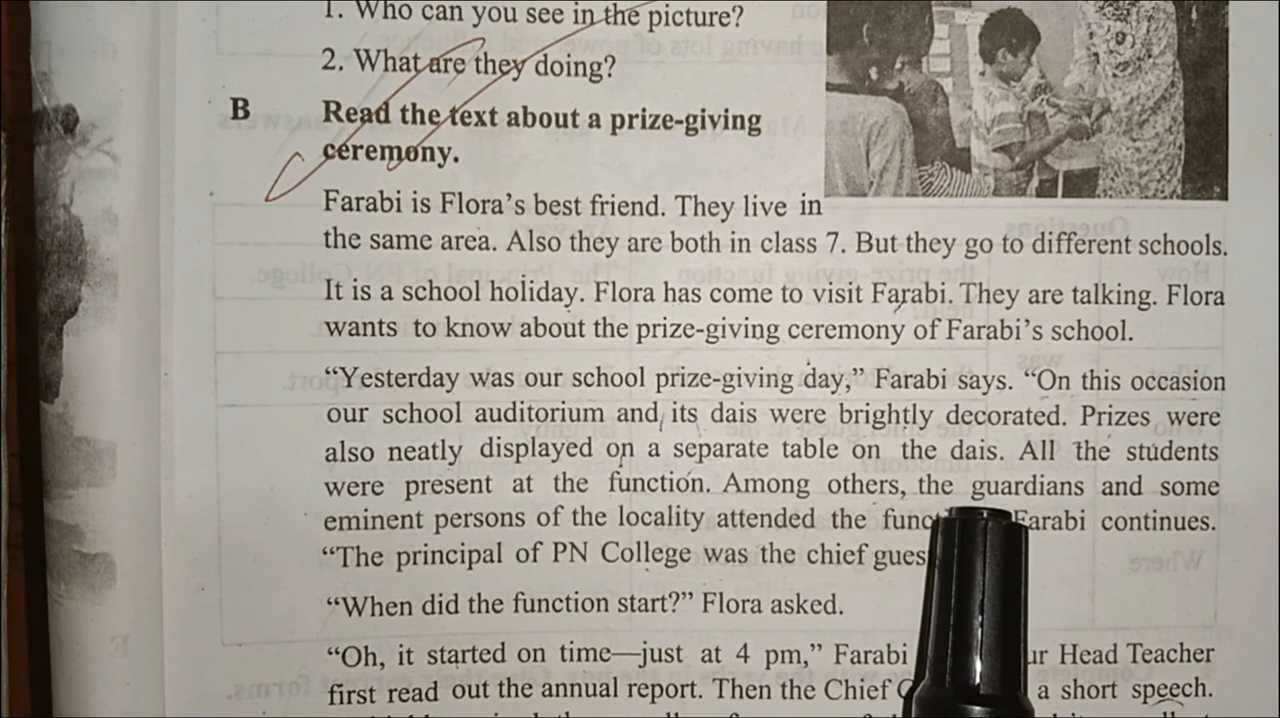 1. Who can you see in the picture?
2. What are they doing?
B Read the text about a prize-giving
ceremony.
Farabi is Flora's best friend. They live in
the same area. Also they are both in class 7. But they go to different schools.
It is a school holiday. Flora has come to visit Farabi. They are talking. Flora
wants to know about the prize-giving ceremony of Farabi's school.
“Yesterday was our school prize-giving day,” Farabi says. “On this occasion
our school auditorium and its dais were brightly decorated. Prizes were
also neatly displayed on a separate table on the dais. All the students
were present at the function. Among others, the guardians and some
eminent persons of the locality attended the Farabi continues.
“The principal of PN College was the chief
“When did the function start?” Flora asked.
“Oh, it started on time—just at 4 pm,” Farabi Head Teacher
first read out the annual report. Then the Chief a short speech.